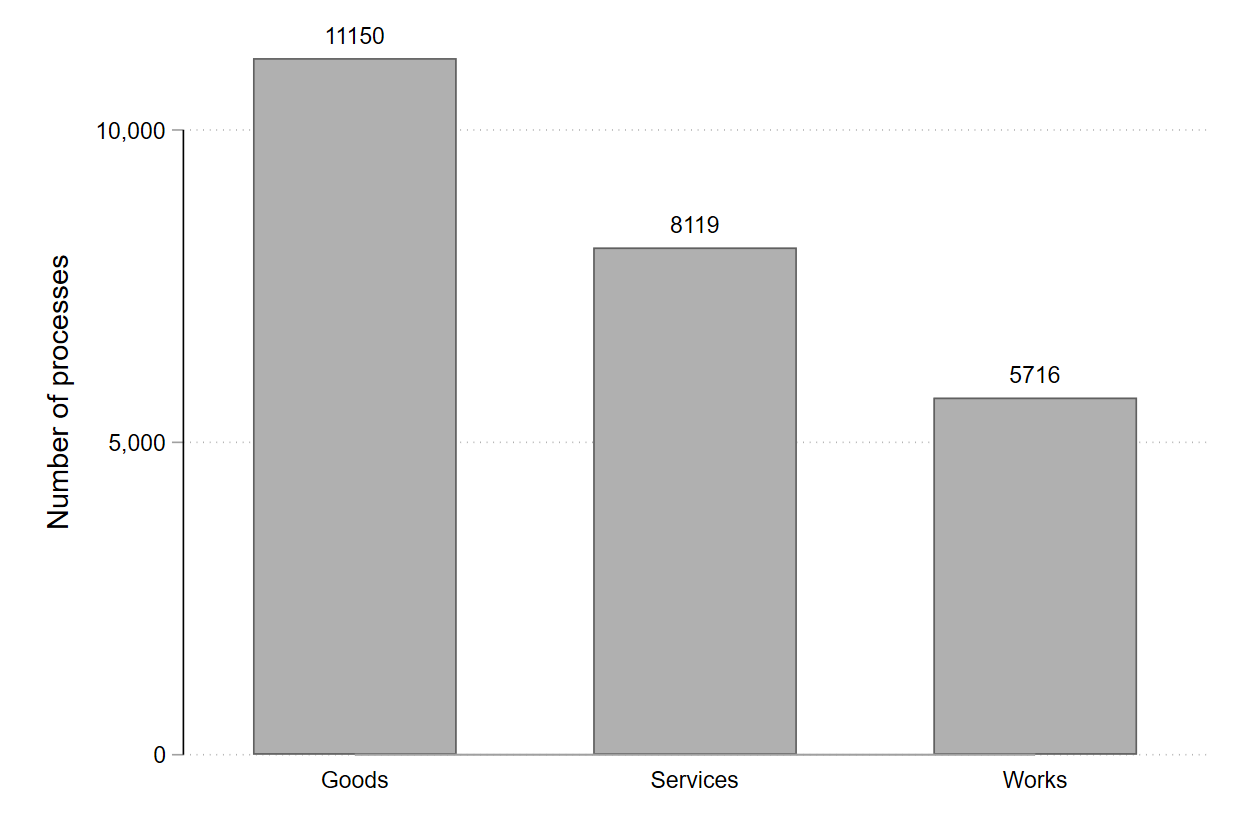 11150
10,000
8119
5716
Number of processes
5,000
0
Goods
Services
Works